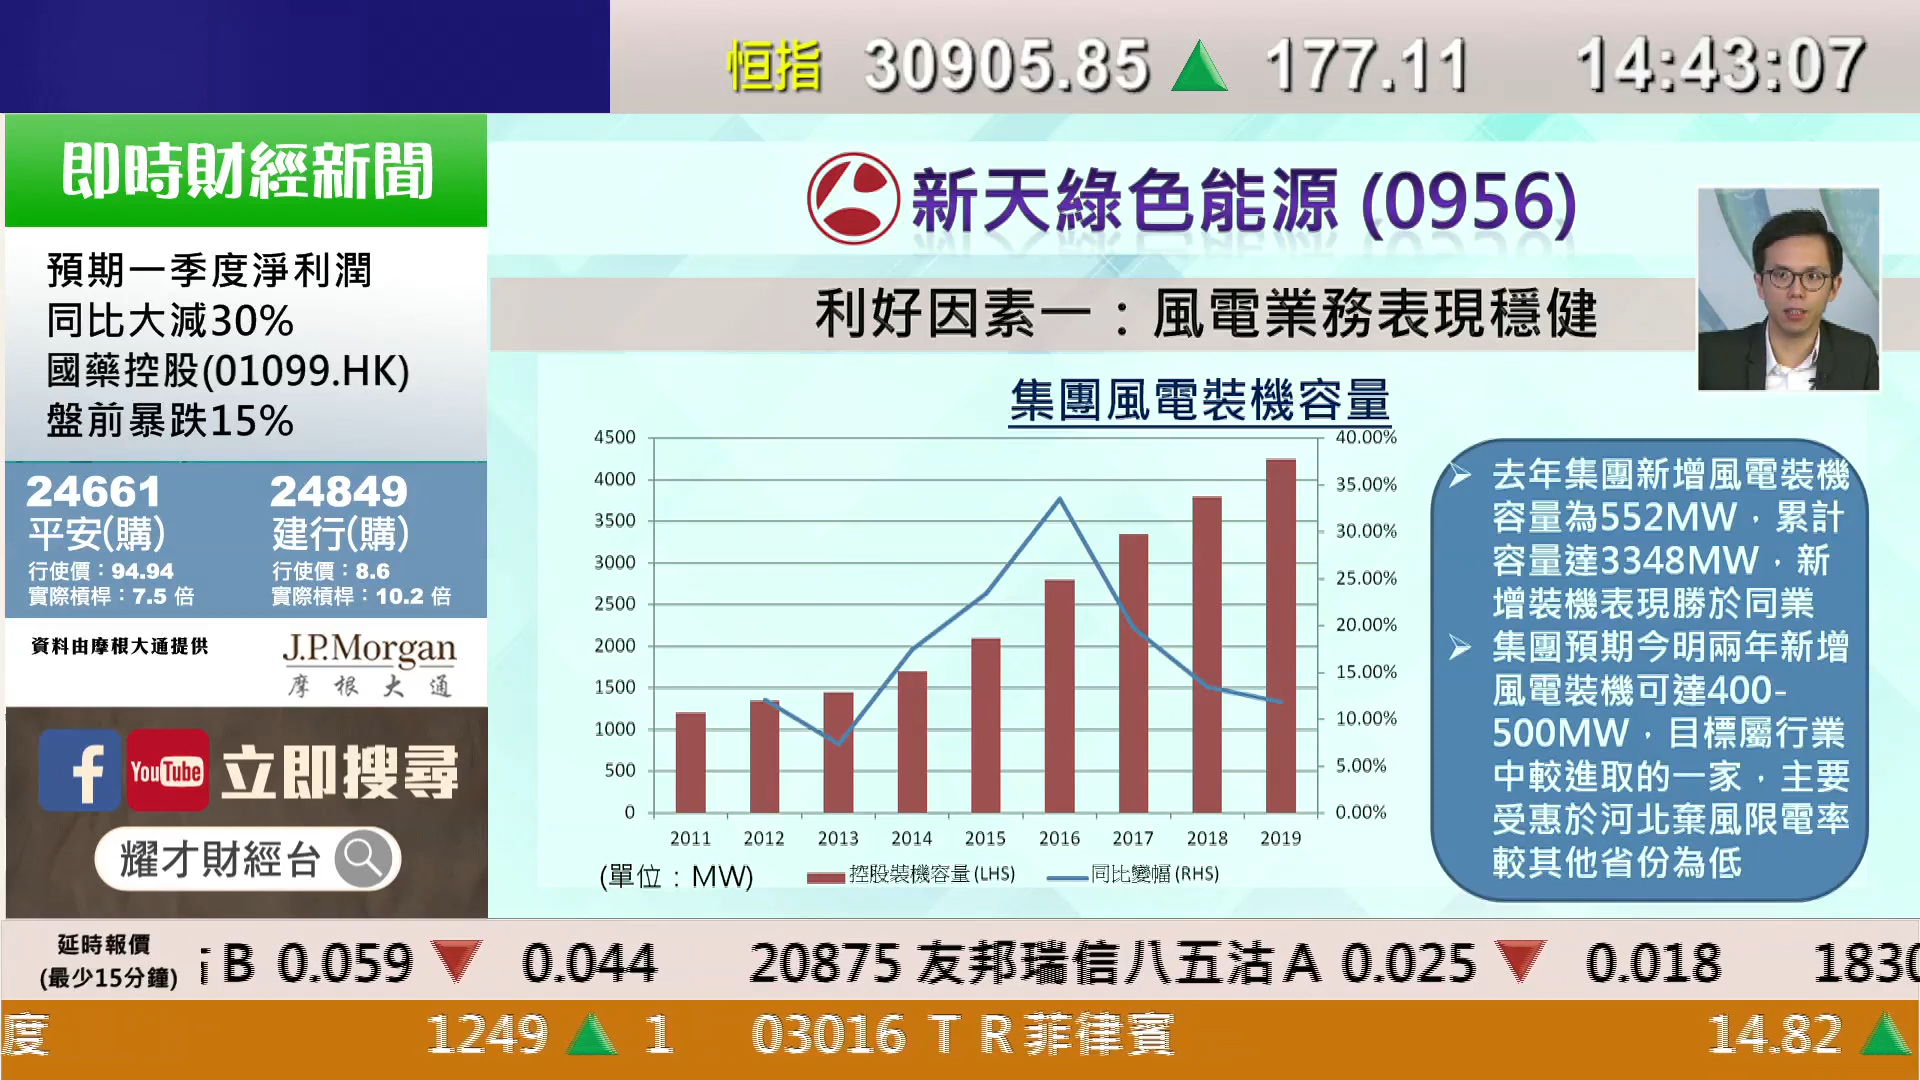 恒指 30905.85 177.11 14:43:07
即時財經新聞
預期一季度淨利潤
同比大減30%
國藥控股(01099.HK)
盤前暴跌15%
24661
平安(購)
行使價：94.94
實際槓桿：7.5 倍
24849
建行(購)
行使價：8.6
實際槓桿：10.2 倍
資料由摩根大通提供
J.P.Morgan
摩根大通
f
YouTube
立即搜尋
耀才財經台
新天綠色能源 (0956)
利好因素一：風電業務表現穩健
集團風電裝機容量
4500
4000
3500
3000
2500
2000
1500
1000
500
0
40.00%
35.00%
30.00%
25.00%
20.00%
15.00%
10.00%
5.00%
0.00%
2011 2012 2013 2014 2015 2016 2017 2018 2019
(單位：MW)
控股裝機容量 (LHS)
同比變幅 (RHS)
去年集團新增風電裝機
容量為552MW，累計
容量達3348MW，新
增裝機表現勝於同業
集團預期今明兩年新增
風電裝機可達400-
500MW，目標屬行業
中較進取的一家，主要
受惠於河北棄風限電率
較其他省份為低
延時報價
(最少15分鐘)
B 0.059 0.044 20875 友邦瑞信八五沽A 0.025 0.018 1830
度 1249 1 03016 ＴＲ菲律賓 14.82